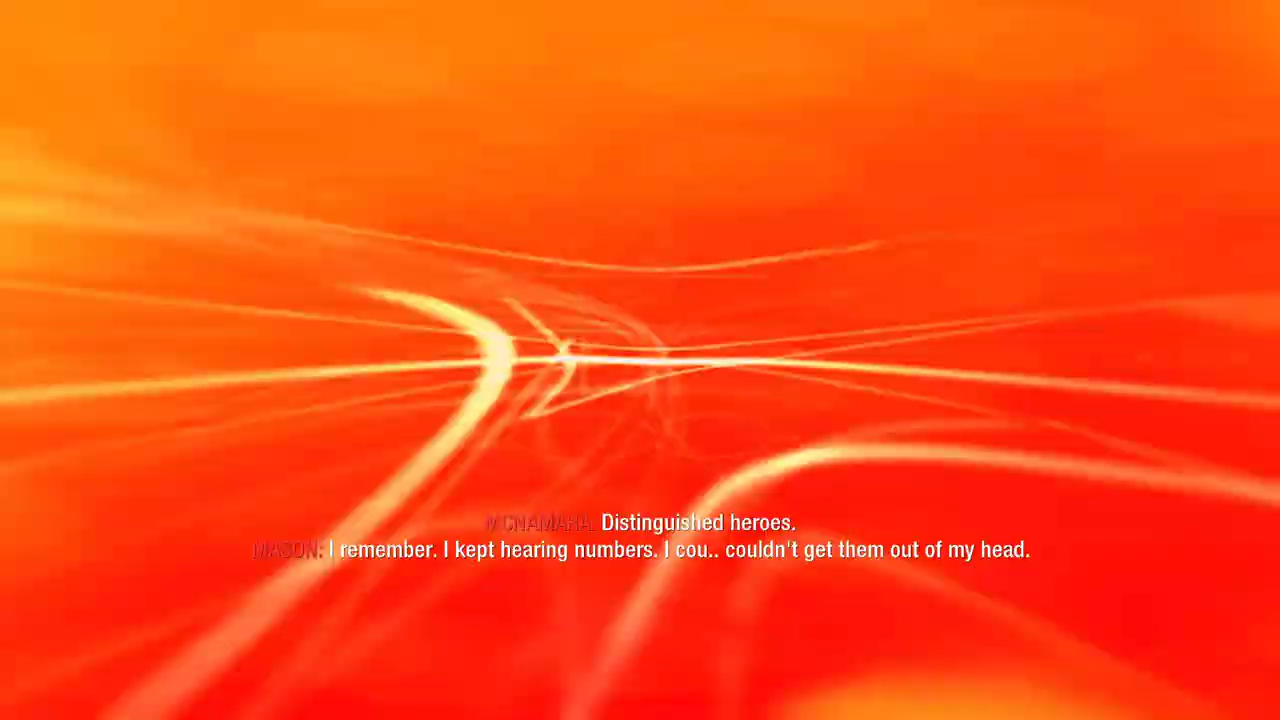 MCNAMARA: Distinguished heroes.
MASON: I remember. I kept hearing numbers. I cou.. couldn't get them out of my head.